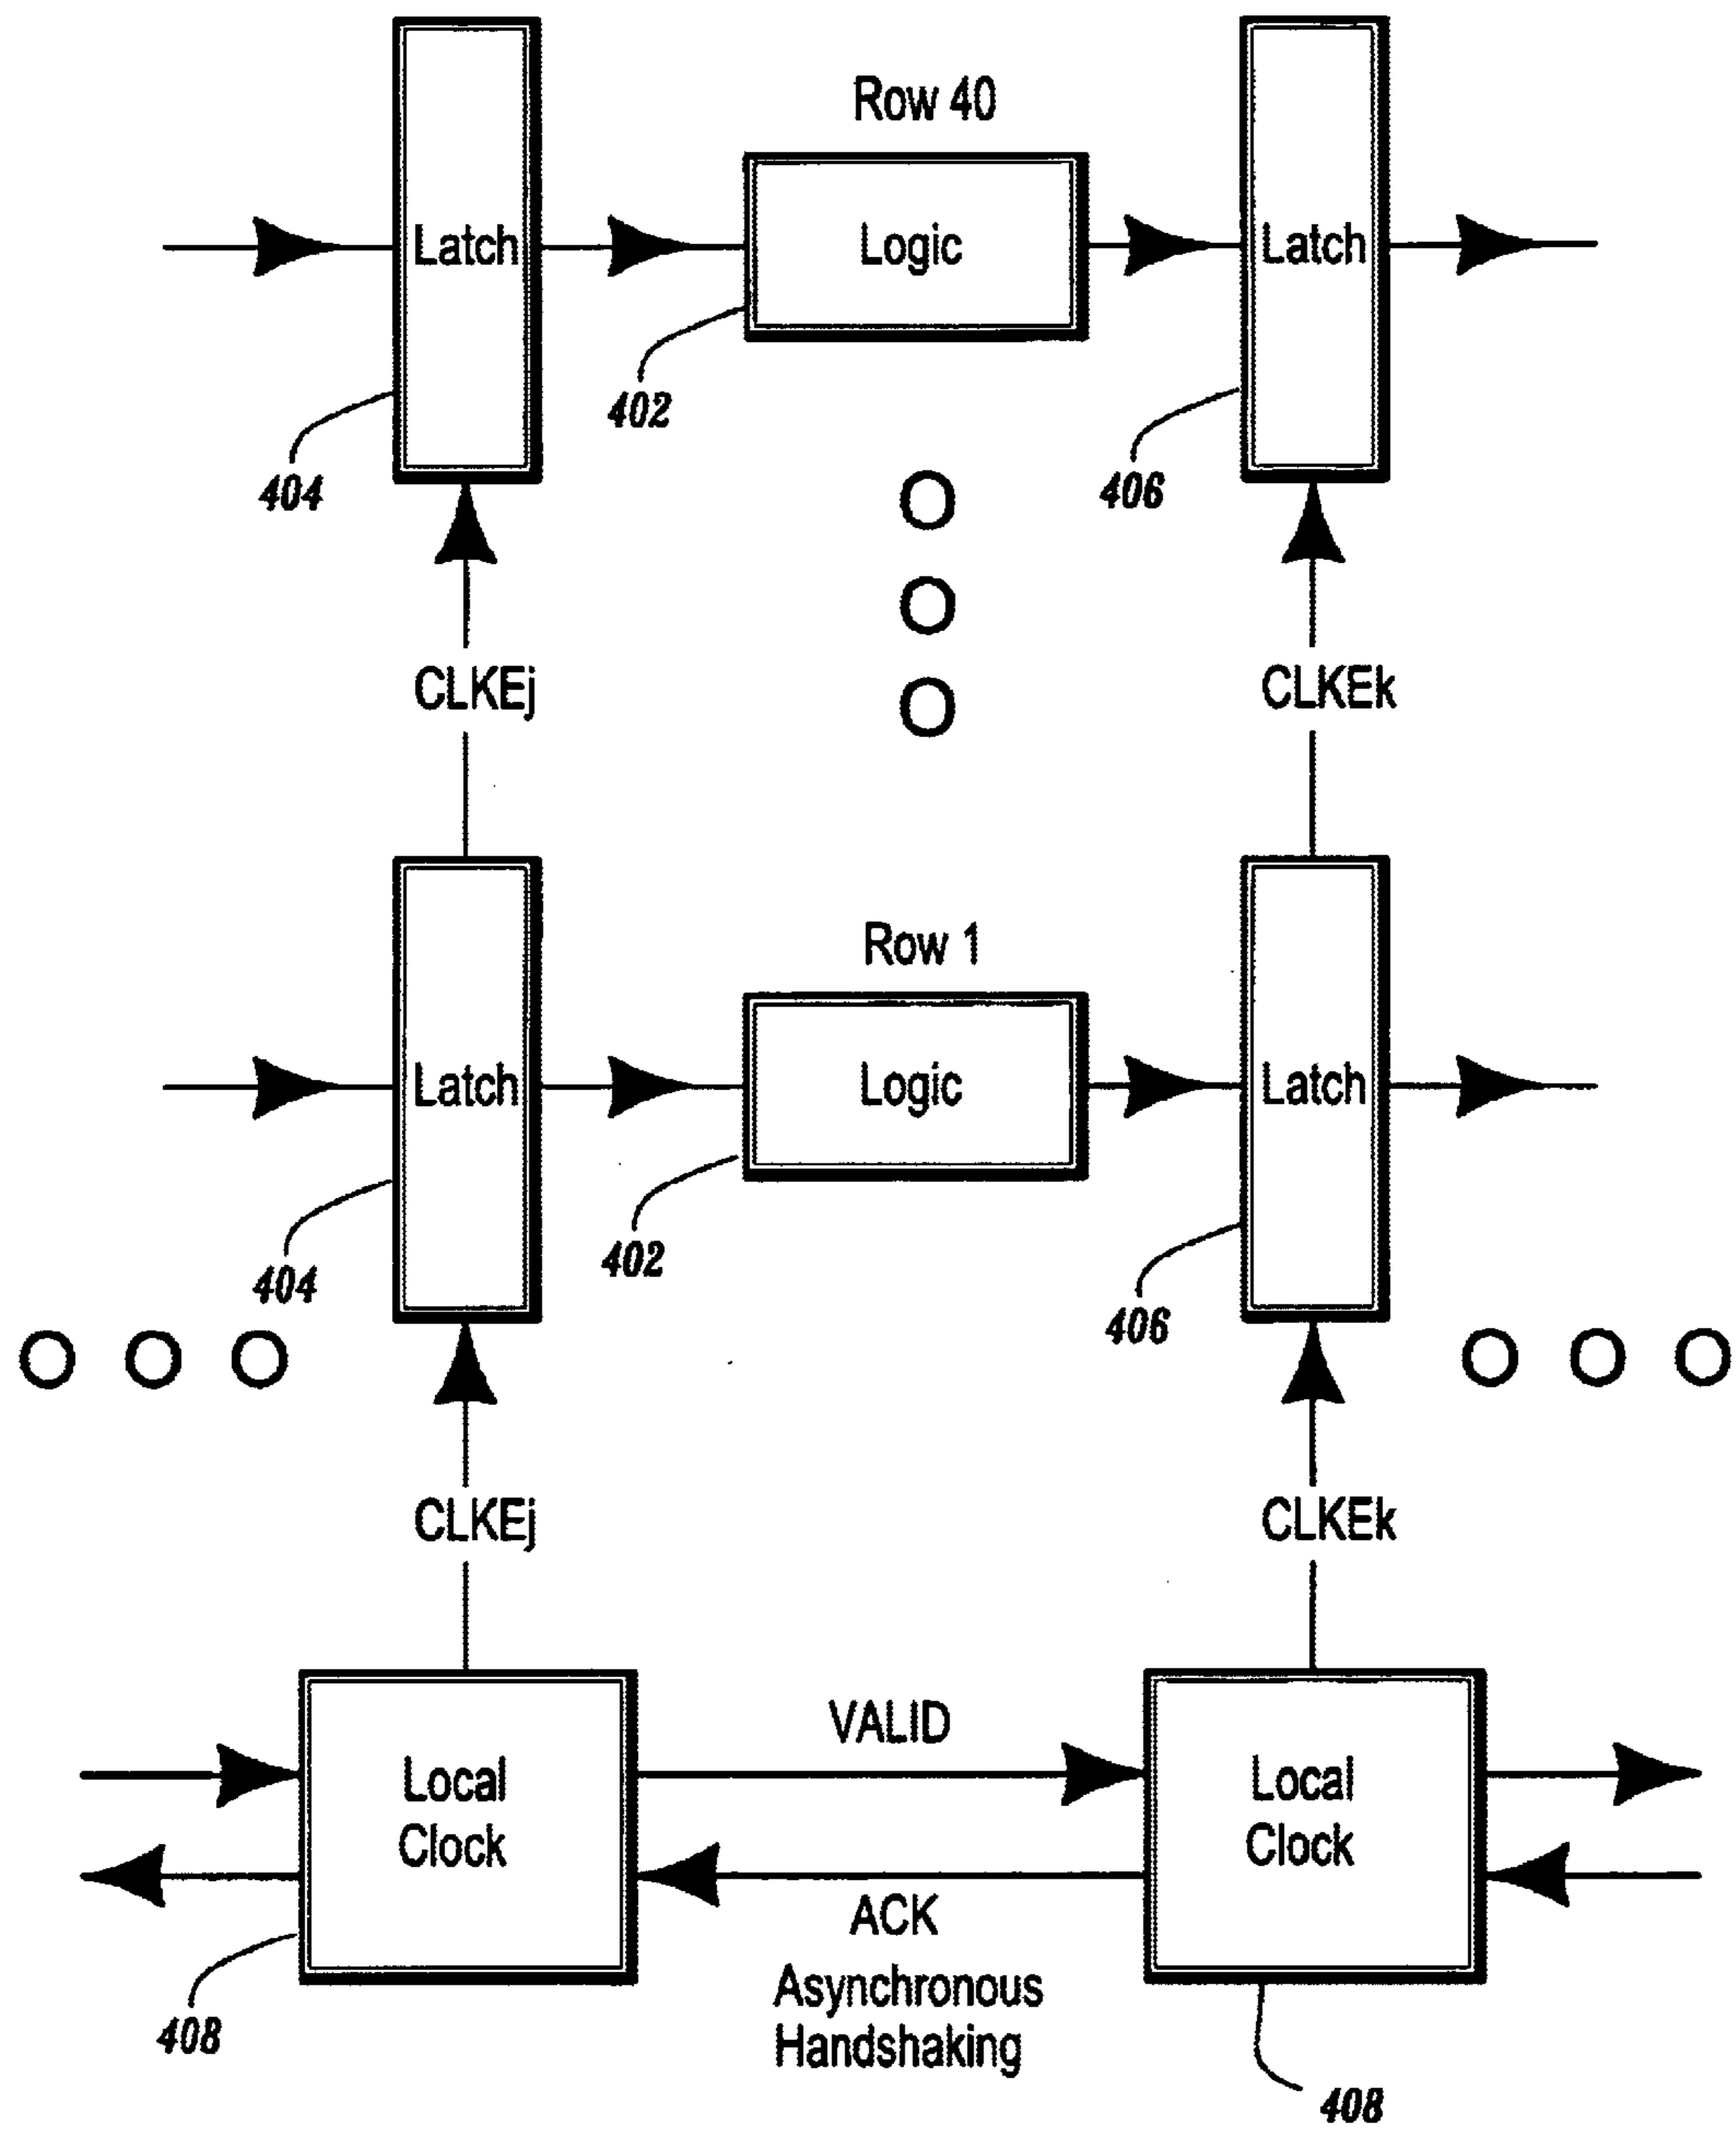 Row 40
Latch
Logic
Latch
402
404
406
CLKEj
CLKEk
Row 1
Latch
Logic
Latch
404
402
406
CLKEj
CLKEk
VALID
Local
Clock
Local
Clock
ACK
Asynchronous
Handshaking
408
408